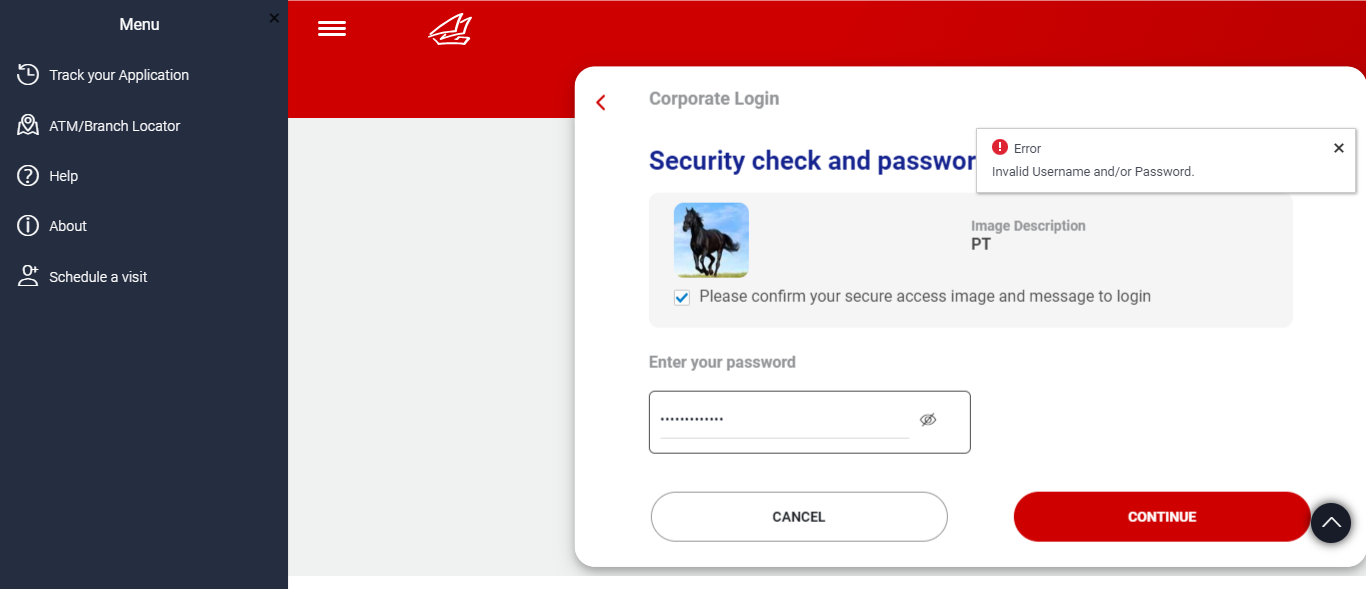 Menu
Track your Application
ATM/Branch Locator
Help
About
Schedule a visit
Corporate Login
Security check and passwor
Error
Invalid Username and/or Password.
Image Description
PT
Please confirm your secure access image and message to login
Enter your password
•••••••••••••
CANCEL
CONTINUE